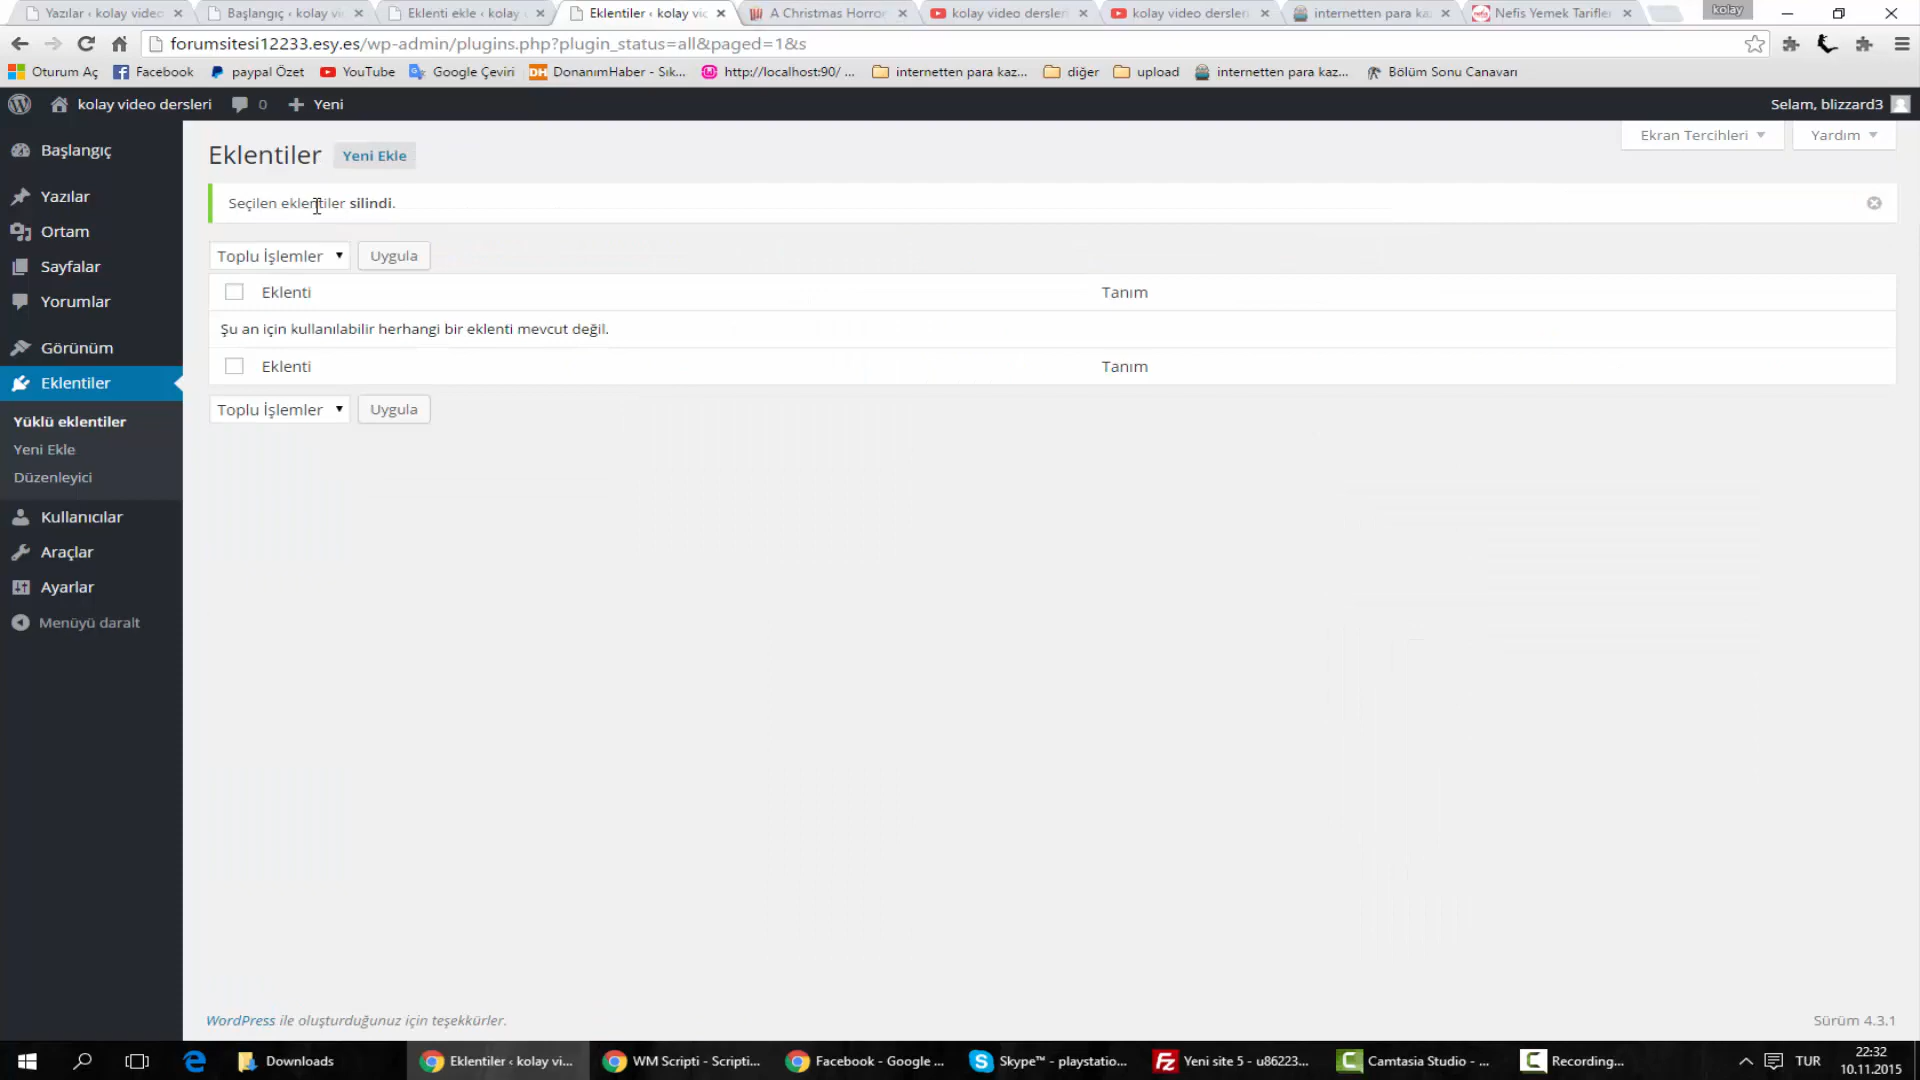 Yazılar ‹ kolay video
Başlangıç ‹ kolay vi
Eklenti ekle ‹ kolay
Eklentiler ‹ kolay vid
A Christmas Horror
kolay video dersleri
kolay video dersleri
internetten para ka
Nefis Yemek Tarifler
kolay
forumsitesi12233.esy.es/wp-admin/plugins.php?plugin_status=all&paged=1&s
Oturum Aç
Facebook
paypal Özet
YouTube
Google Çeviri
DH DonanımHaber - Sık...
http://localhost:90/ ...
internetten para kaz...
diğer
upload
internetten para kaz...
Bölüm Sonu Canavarı
kolay video dersleri
0
Yeni
Selam, blizzard3
Ekran Tercihleri
Yardım
Başlangıç
Yazılar
Ortam
Sayfalar
Yorumlar
Görünüm
Eklentiler
Yüklü eklentiler
Yeni Ekle
Düzenleyici
Kullanıcılar
Araçlar
Ayarlar
Menüyü daralt
Eklentiler
Yeni Ekle
Seçilen eklentiler silindi.
Toplu İşlemler
Uygula
Eklenti
Tanım
Şu an için kullanılabilir herhangi bir eklenti mevcut değil.
Eklenti
Tanım
Toplu İşlemler
Uygula
WordPress ile oluşturduğunuz için teşekkürler.
Sürüm 4.3.1
Downloads
Eklentiler ‹ kolay vi...
WM Scripti - Scripti...
Facebook - Google ...
Skype™ - playstatio...
Yeni site 5 - u86223...
Camtasia Studio - ...
Recording...
TUR
22:32
10.11.2015